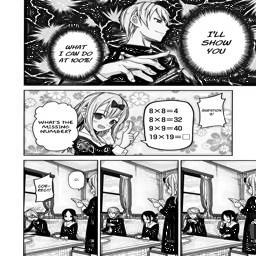 I'LL
SHOW
YOU
WHAT
I CAN DO
AT 100%!
QUESTION
WHAT'S THE
MISSING
NUMBER?
8×8=4
8×8=32
9×9=40
19×19=□
COR-
RECT!